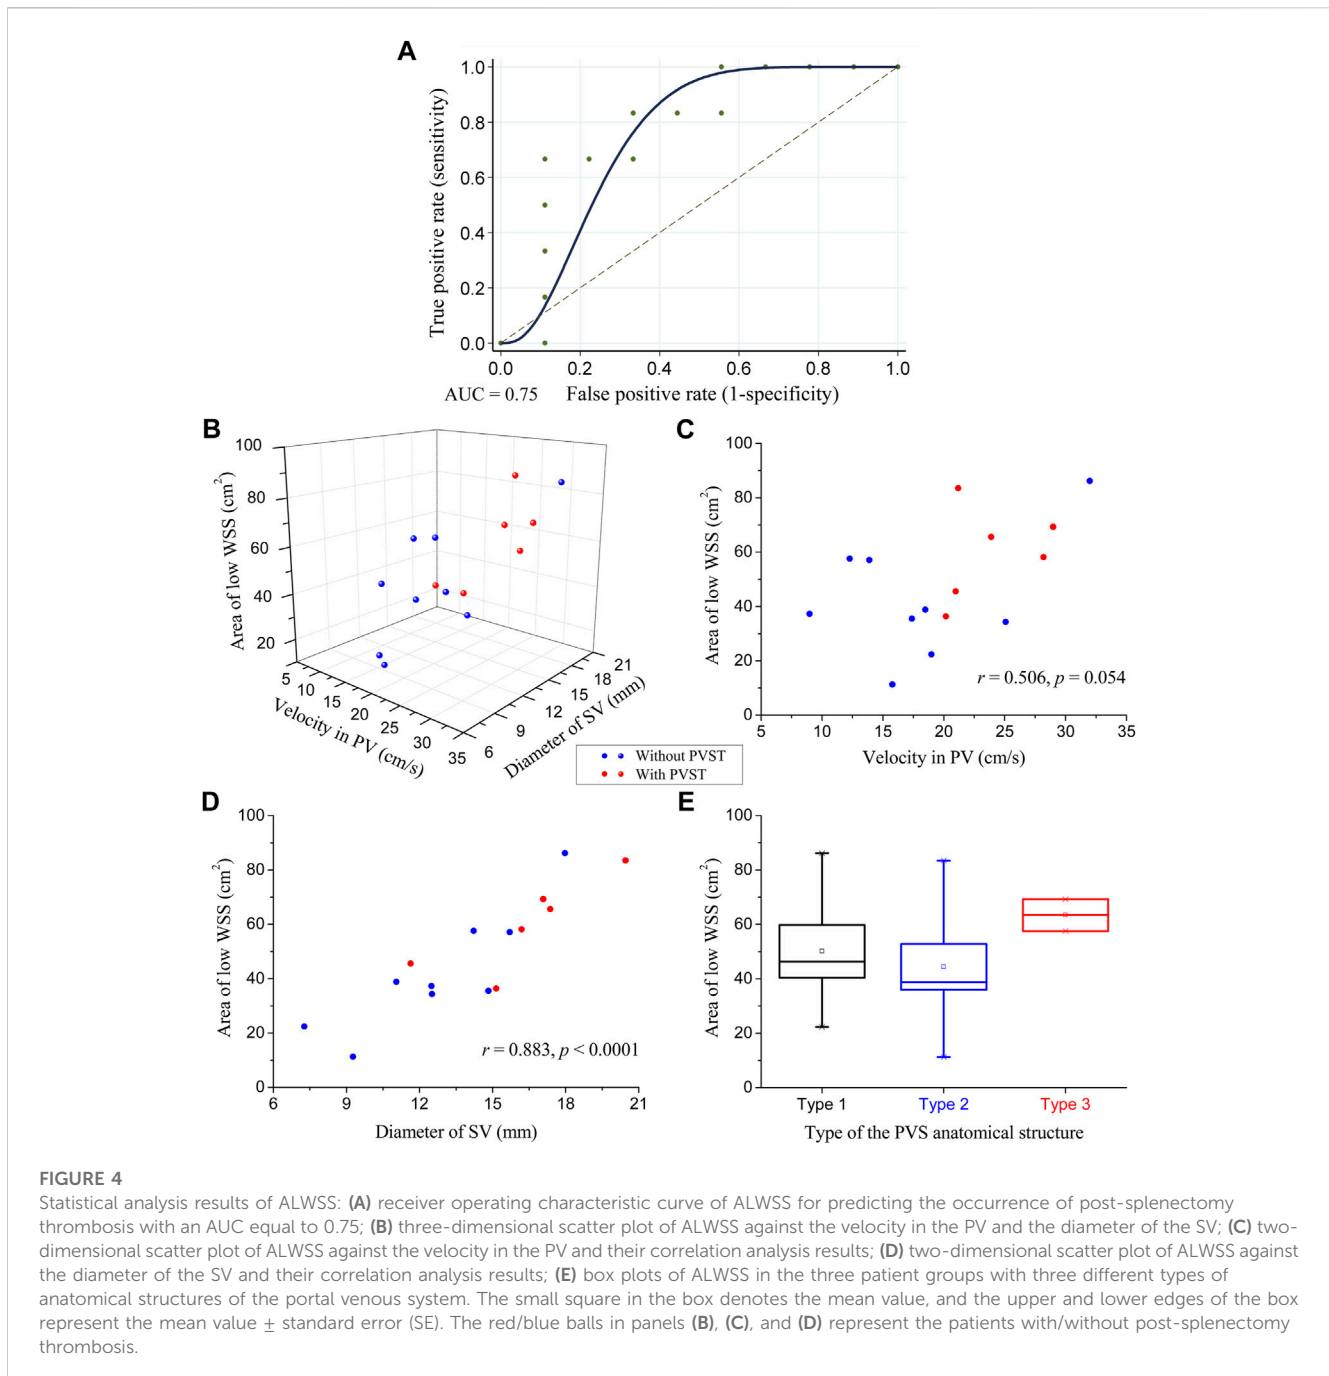 A
True positive rate (sensitivity)
1.0
0.8
0.6
0.4
0.2
0.0
0.0 0.2 0.4 0.6 0.8 1.0
AUC = 0.75 False positive rate (1-specificity)
B
Area of low WSS (cm²)
100
80
60
40
20
5 10 15 20 25 30 35
Velocity in PV (cm/s)
6 9 12 15 18 21
Diameter of SV (mm)
C
Area of low WSS (cm²)
100
80
60
40
20
0
r = 0.506, p = 0.054
5 10 15 20 25 30 35
Velocity in PV (cm/s)
Without PVST
With PVST
D
Area of low WSS (cm²)
100
80
60
40
20
0
r = 0.883, p < 0.0001
6 9 12 15 18 21
Diameter of SV (mm)
E
Area of low WSS (cm²)
100
80
60
40
20
0
Type 1 Type 2 Type 3
Type of the PVS anatomical structure
FIGURE 4
Statistical analysis results of ALWSS: (A) receiver operating characteristic curve of ALWSS for predicting the occurrence of post-splenectomy
thrombosis with an AUC equal to 0.75; (B) three-dimensional scatter plot of ALWSS against the velocity in the PV and the diameter of the SV; (C) two-
dimensional scatter plot of ALWSS against the velocity in the PV and their correlation analysis results; (D) two-dimensional scatter plot of ALWSS against
the diameter of the SV and their correlation analysis results; (E) box plots of ALWSS in the three patient groups with three different types of
anatomical structures of the portal venous system. The small square in the box denotes the mean value, and the upper and lower edges of the box
represent the mean value ± standard error (SE). The red/blue balls in panels (B), (C), and (D) represent the patients with/without post-splenectomy
thrombosis.